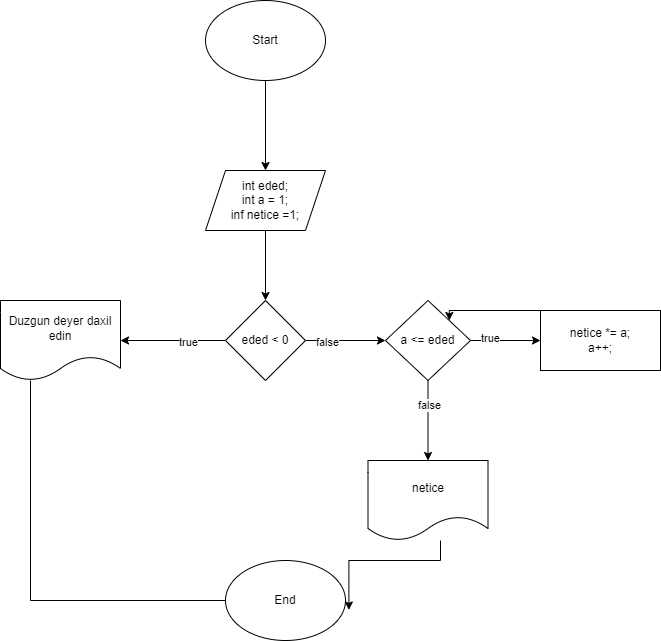 Start
int eded;
int a = 1;
inf netice =1;
Duzgun deyer daxil
edin
true
eded < 0
false
a <= eded
true
netice *= a;
a++;
false
netice
End